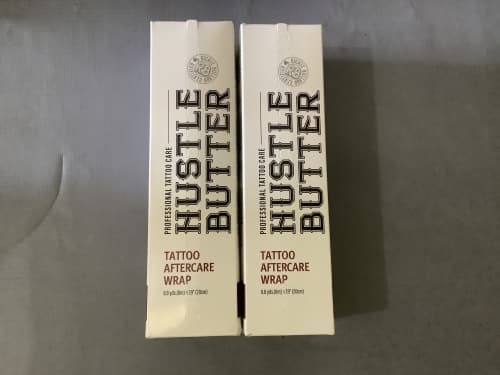 PROFESSIONAL TATTOO CARE
HUSTLE
BUTTER
TATTOO
AFTERCARE
WRAP
PROFESSIONAL TATTOO CARE
HUSTLE
BUTTER
TATTOO
AFTERCARE
WRAP